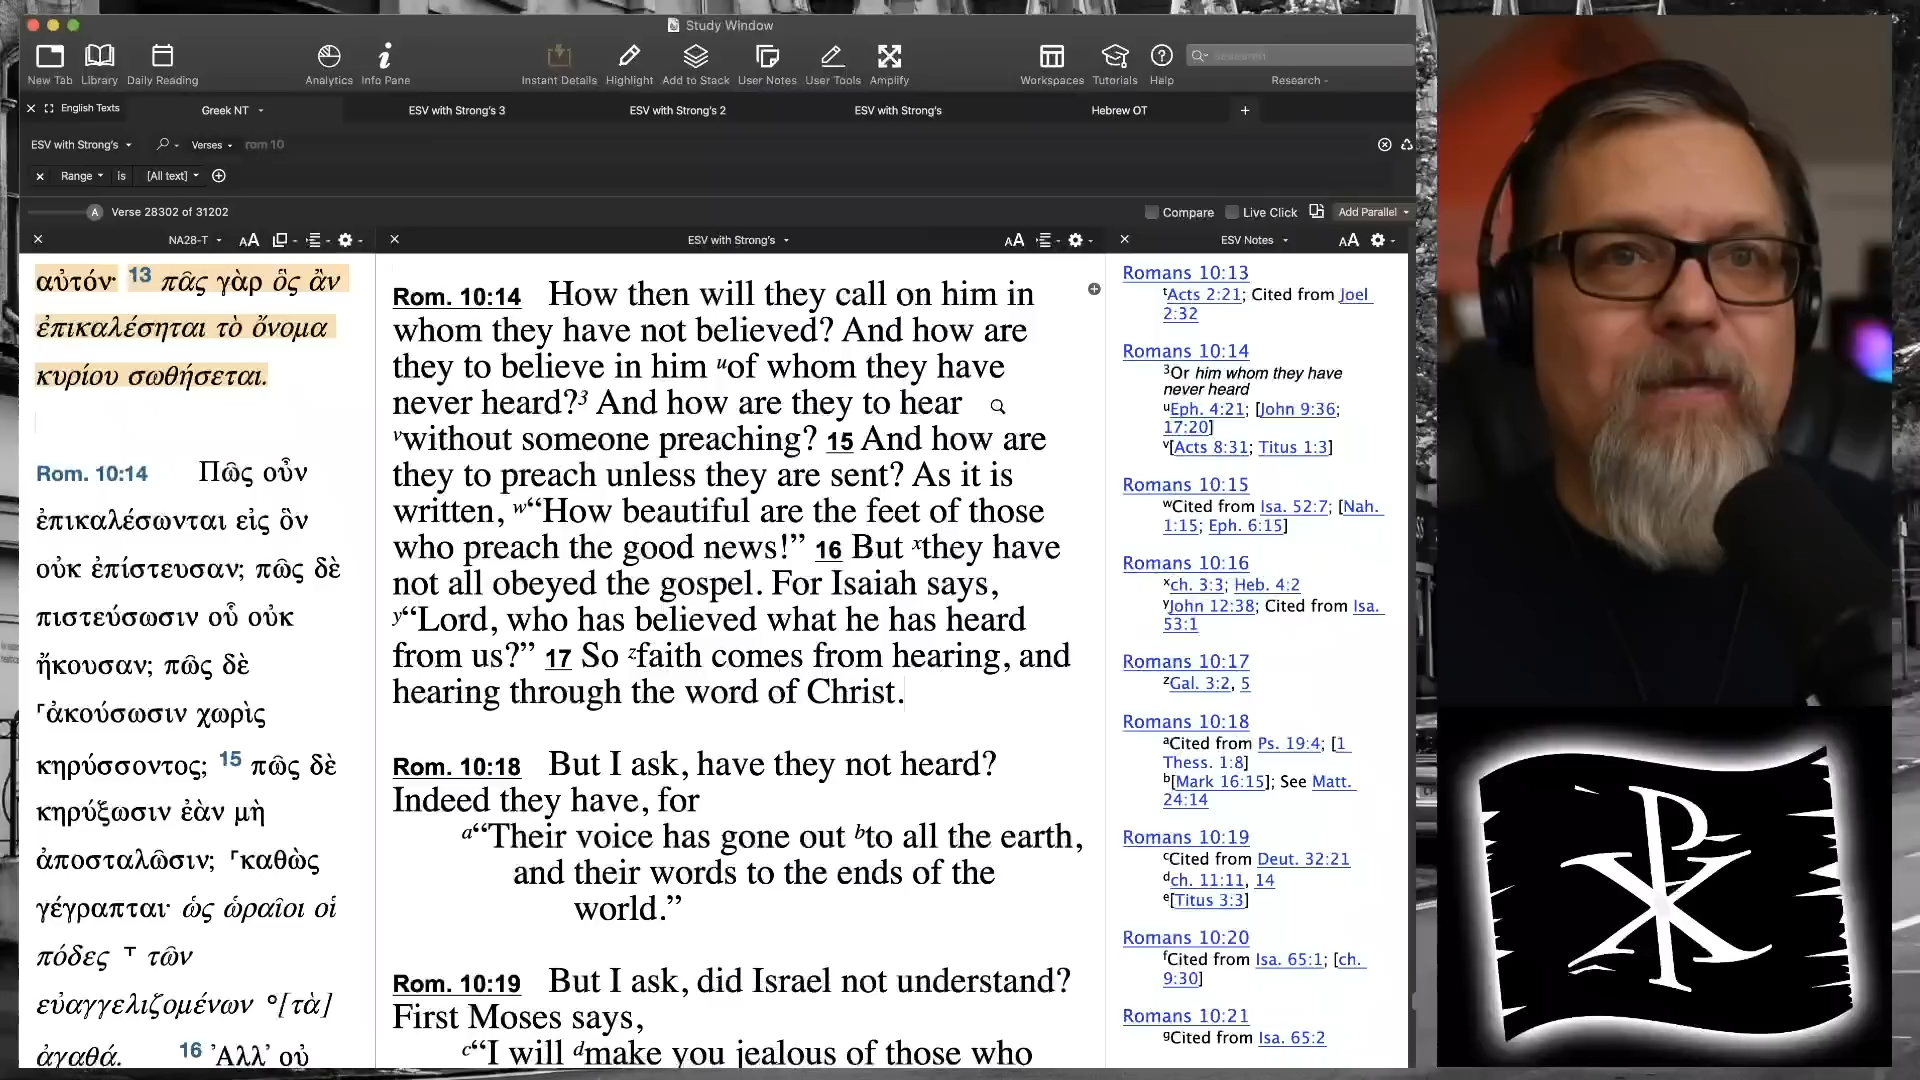 Study Window
New Tab Library Daily Reading Analytics Info Pane Instant Details Highlight Add to Stack User Notes User Tools Amplify Workspaces Tutorials Help Research
English Texts Greek NT ESV with Strong's 3 ESV with Strong's 2 ESV with Strong's Hebrew OT +
ESV with Strong's Verses rom 10
Range is [All text]
A Verse 28302 of 31202 Compare Live Click Add Parallel
NA28-T
αὐτόν· 13 πᾶς γὰρ ὃς ἂν
ἐπικαλέσηται τὸ ὄνομα
κυρίου σωθήσεται.
Rom. 10:14 Πῶς οὖν
ἐπικαλέσωνται εἰς ὃν
οὐκ ἐπίστευσαν; πῶς δὲ
πιστεύσωσιν οὗ οὐκ
ἤκουσαν; πῶς δὲ
⸀ἀκούσωσιν χωρὶς
κηρύσσοντος; 15 πῶς δὲ
κηρύξωσιν ἐὰν μὴ
ἀποσταλῶσιν; ⸀καθὼς
γέγραπται· ὡς ὡραῖοι οἱ
πόδες ⸆ τῶν
εὐαγγελιζομένων °[τὰ]
ἀγαθά. 16 Ἀλλ’ οὐ
ESV with Strong's
Rom. 10:14 How then will they call on him in
whom they have not believed? And how are
they to believe in him uof whom they have
never heard?3 And how are they to hear
vwithout someone preaching? 15 And how are
they to preach unless they are sent? As it is
written, w“How beautiful are the feet of those
who preach the good news!” 16 But xthey have
not all obeyed the gospel. For Isaiah says,
y“Lord, who has believed what he has heard
from us?” 17 So zfaith comes from hearing, and
hearing through the word of Christ.
Rom. 10:18 But I ask, have they not heard?
Indeed they have, for
a“Their voice has gone out bto all the earth,
and their words to the ends of the
world.”
Rom. 10:19 But I ask, did Israel not understand?
First Moses says,
c“I will dmake you jealous of those who
ESV Notes
Romans 10:13
tActs 2:21; Cited from Joel
2:32
Romans 10:14
3Or him whom they have
never heard
uEph. 4:21; [John 9:36;
17:20]
v[Acts 8:31; Titus 1:3]
Romans 10:15
wCited from Isa. 52:7; [Nah.
1:15; Eph. 6:15]
Romans 10:16
xch. 3:3; Heb. 4:2
yJohn 12:38; Cited from Isa.
53:1
Romans 10:17
zGal. 3:2, 5
Romans 10:18
aCited from Ps. 19:4; [1
Thess. 1:8]
b[Mark 16:15]; See Matt.
24:14
Romans 10:19
cCited from Deut. 32:21
dch. 11:11, 14
e[Titus 3:3]
Romans 10:20
fCited from Isa. 65:1; [ch.
9:30]
Romans 10:21
gCited from Isa. 65:2